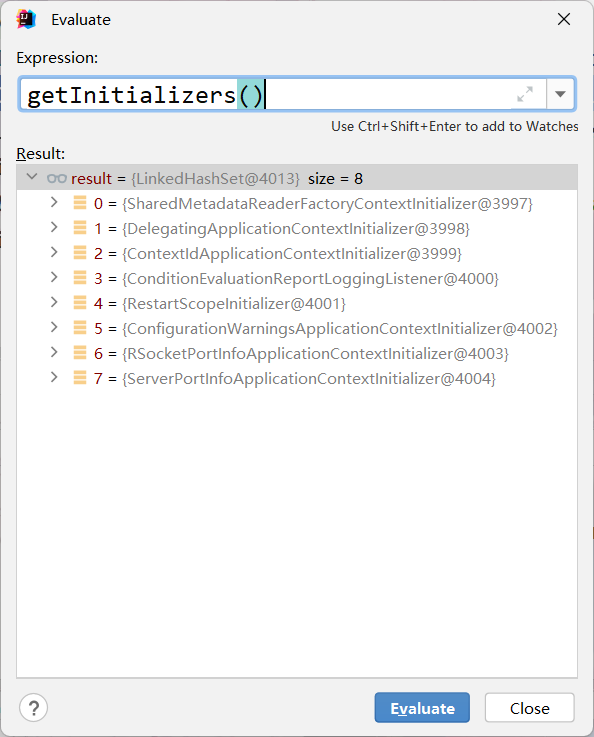 Evaluate
Expression:
getInitializers()
Use Ctrl+Shift+Enter to add to Watches
Result:
result = {LinkedHashSet@4013} size = 8
0 = {SharedMetadataReaderFactoryContextInitializer@3997}
1 = {DelegatingApplicationContextInitializer@3998}
2 = {ContextIdApplicationContextInitializer@3999}
3 = {ConditionEvaluationReportLoggingListener@4000}
4 = {RestartScopeInitializer@4001}
5 = {ConfigurationWarningsApplicationContextInitializer@4002}
6 = {RSocketPortInfoApplicationContextInitializer@4003}
7 = {ServerPortInfoApplicationContextInitializer@4004}
? Evaluate Close